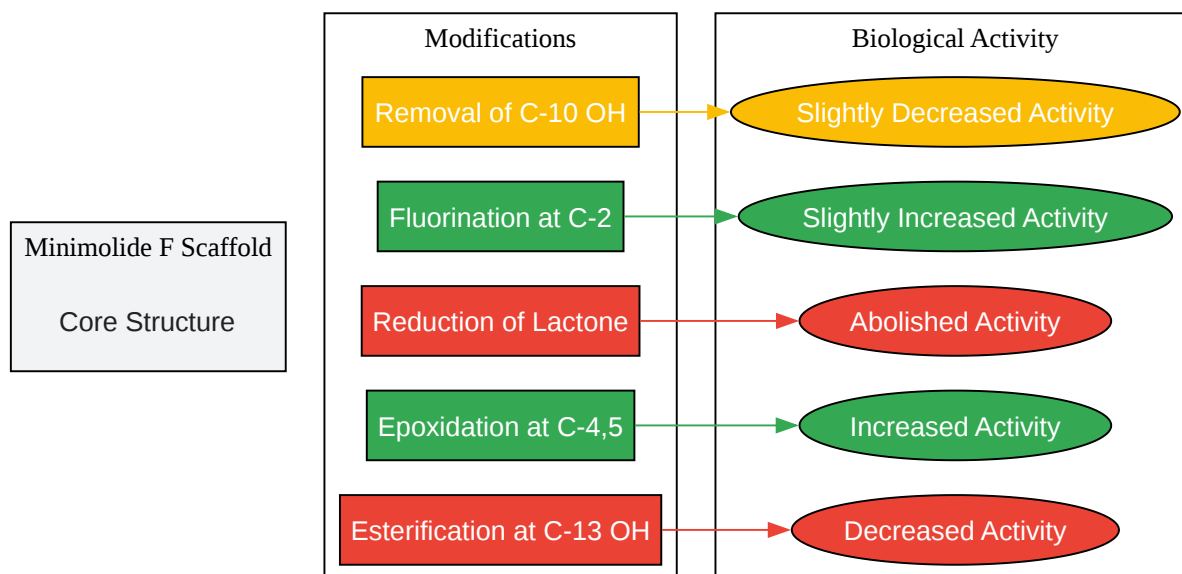 Modifications
Biological Activity
Removal of C-10 OH
Slightly Decreased Activity
Fluorination at C-2
Slightly Increased Activity
Minimolide F Scaffold
Core Structure
Reduction of Lactone
Abolished Activity
Epoxidation at C-4,5
Increased Activity
Esterification at C-13 OH
Decreased Activity